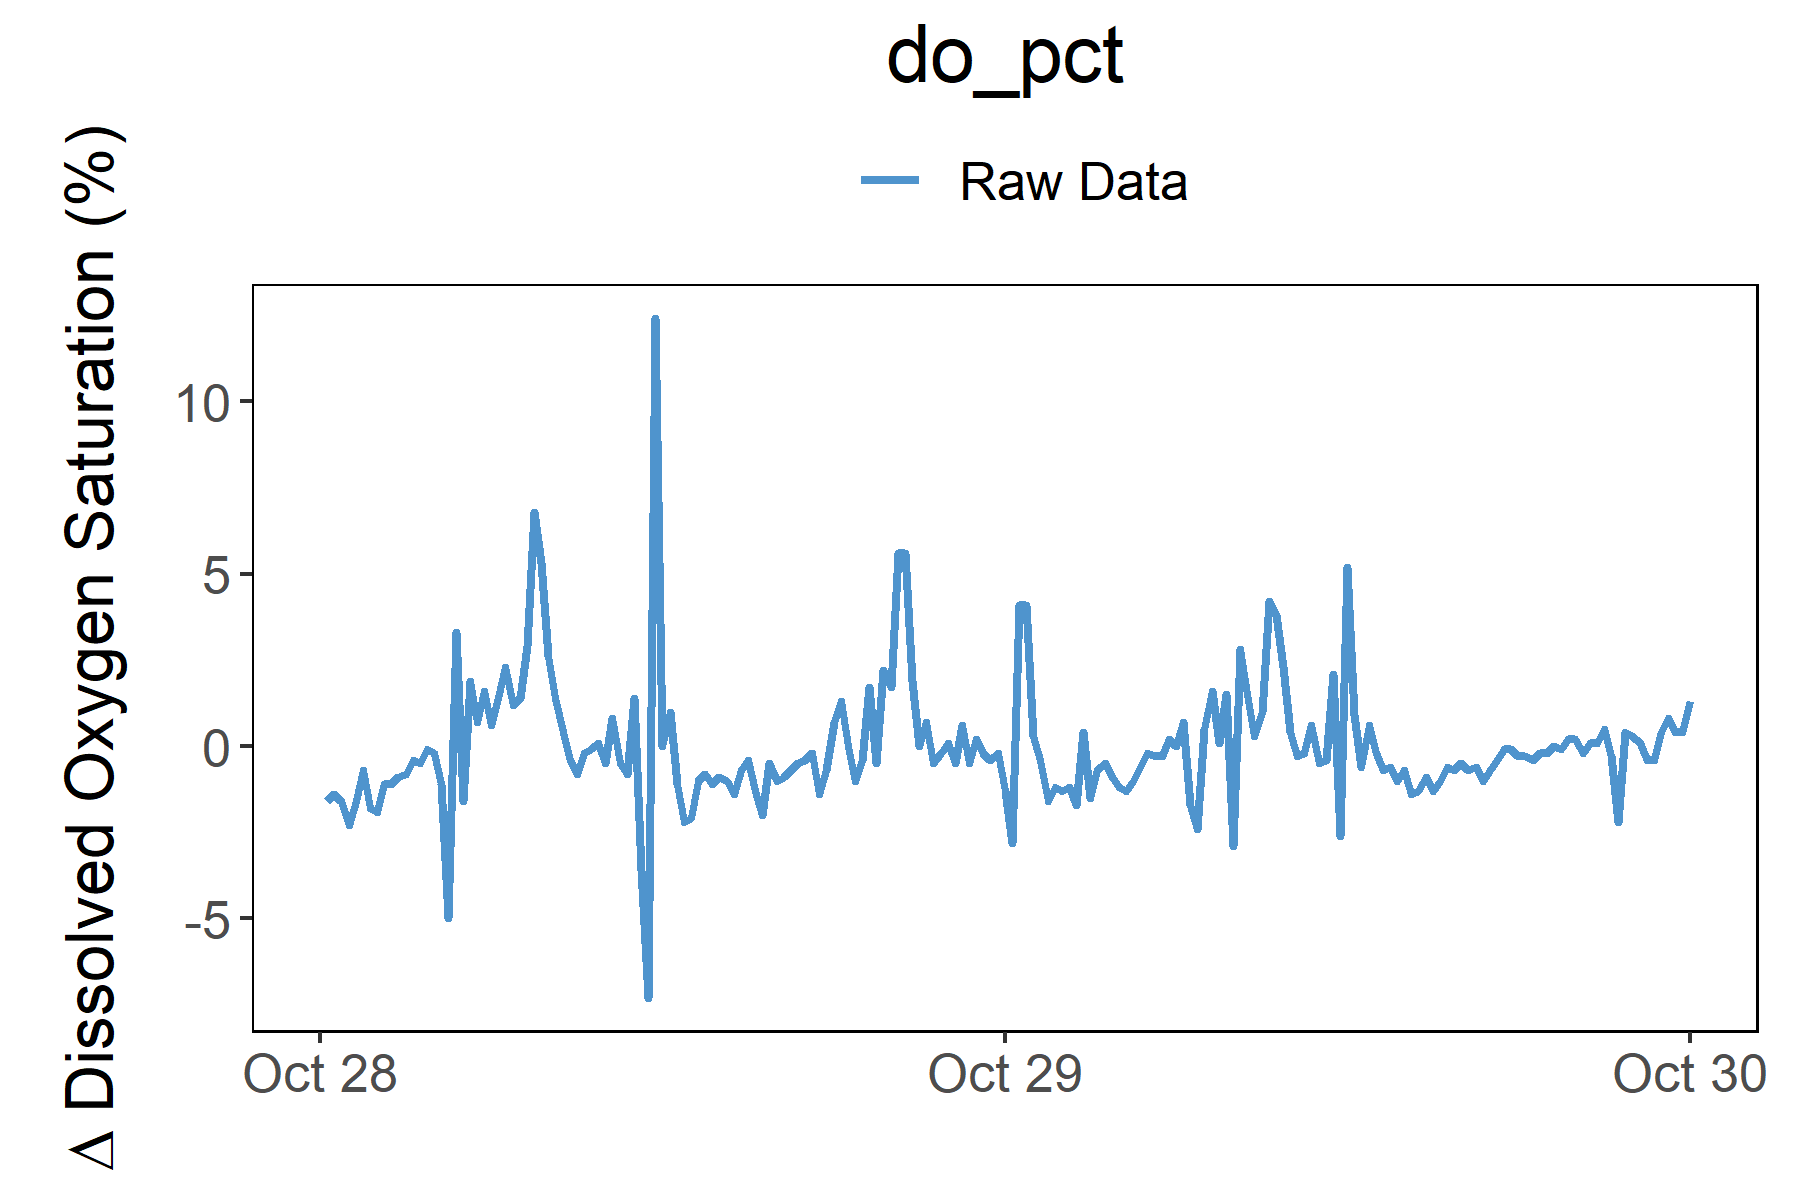 do_pct
Raw Data
Δ Dissolved Oxygen Saturation (%)
10
5
0
-5
Oct 28
Oct 29
Oct 30